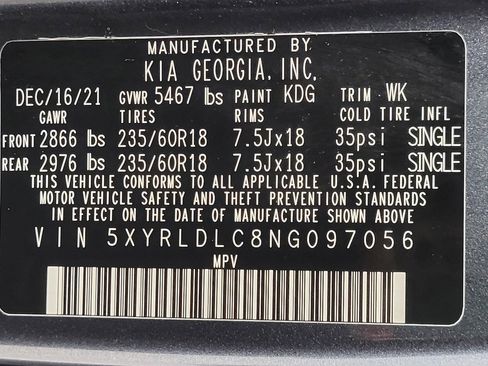 MANUFACTURED BY
KIA GEORGIA, INC,
DEC/16/21 GVWR 5467 lbs PAINT KDG TRIM WK
GAWR TIRES RIMS COLD TIRE INFL
FRONT 2866 lbs 235/60R18 7.5Jx18 35psi SINGLE
REAR 2976 lbs 235/60R18 7.5Jx18 35psi SINGLE
THIS VEHICLE CONFORMS TO ALL APPLICABLE U.S.A. FEDERAL
MOTOR VEHICLE SAFETY AND THEFT PREVENTION STANDARDS
IN EFFECT ON THE DATE OF MANUFACTURE SHOWN ABOVE
VIN 5XYRLDLC8NG097056
MPV